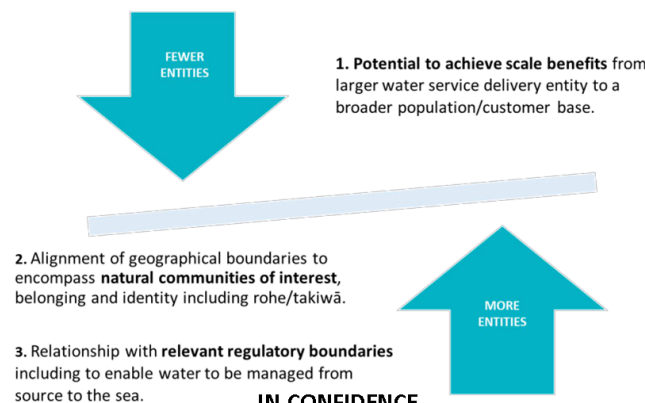 FEWER
ENTITIES
1. Potential to achieve scale benefits from
larger water service delivery entity to a
broader population/customer base.
2. Alignment of geographical boundaries to
encompass natural communities of interest,
belonging and identity including rohe/takiwā.
MORE
ENTITIES
3. Relationship with relevant regulatory boundaries
including to enable water to be managed from
source to the sea.
IN CONFIDENCE